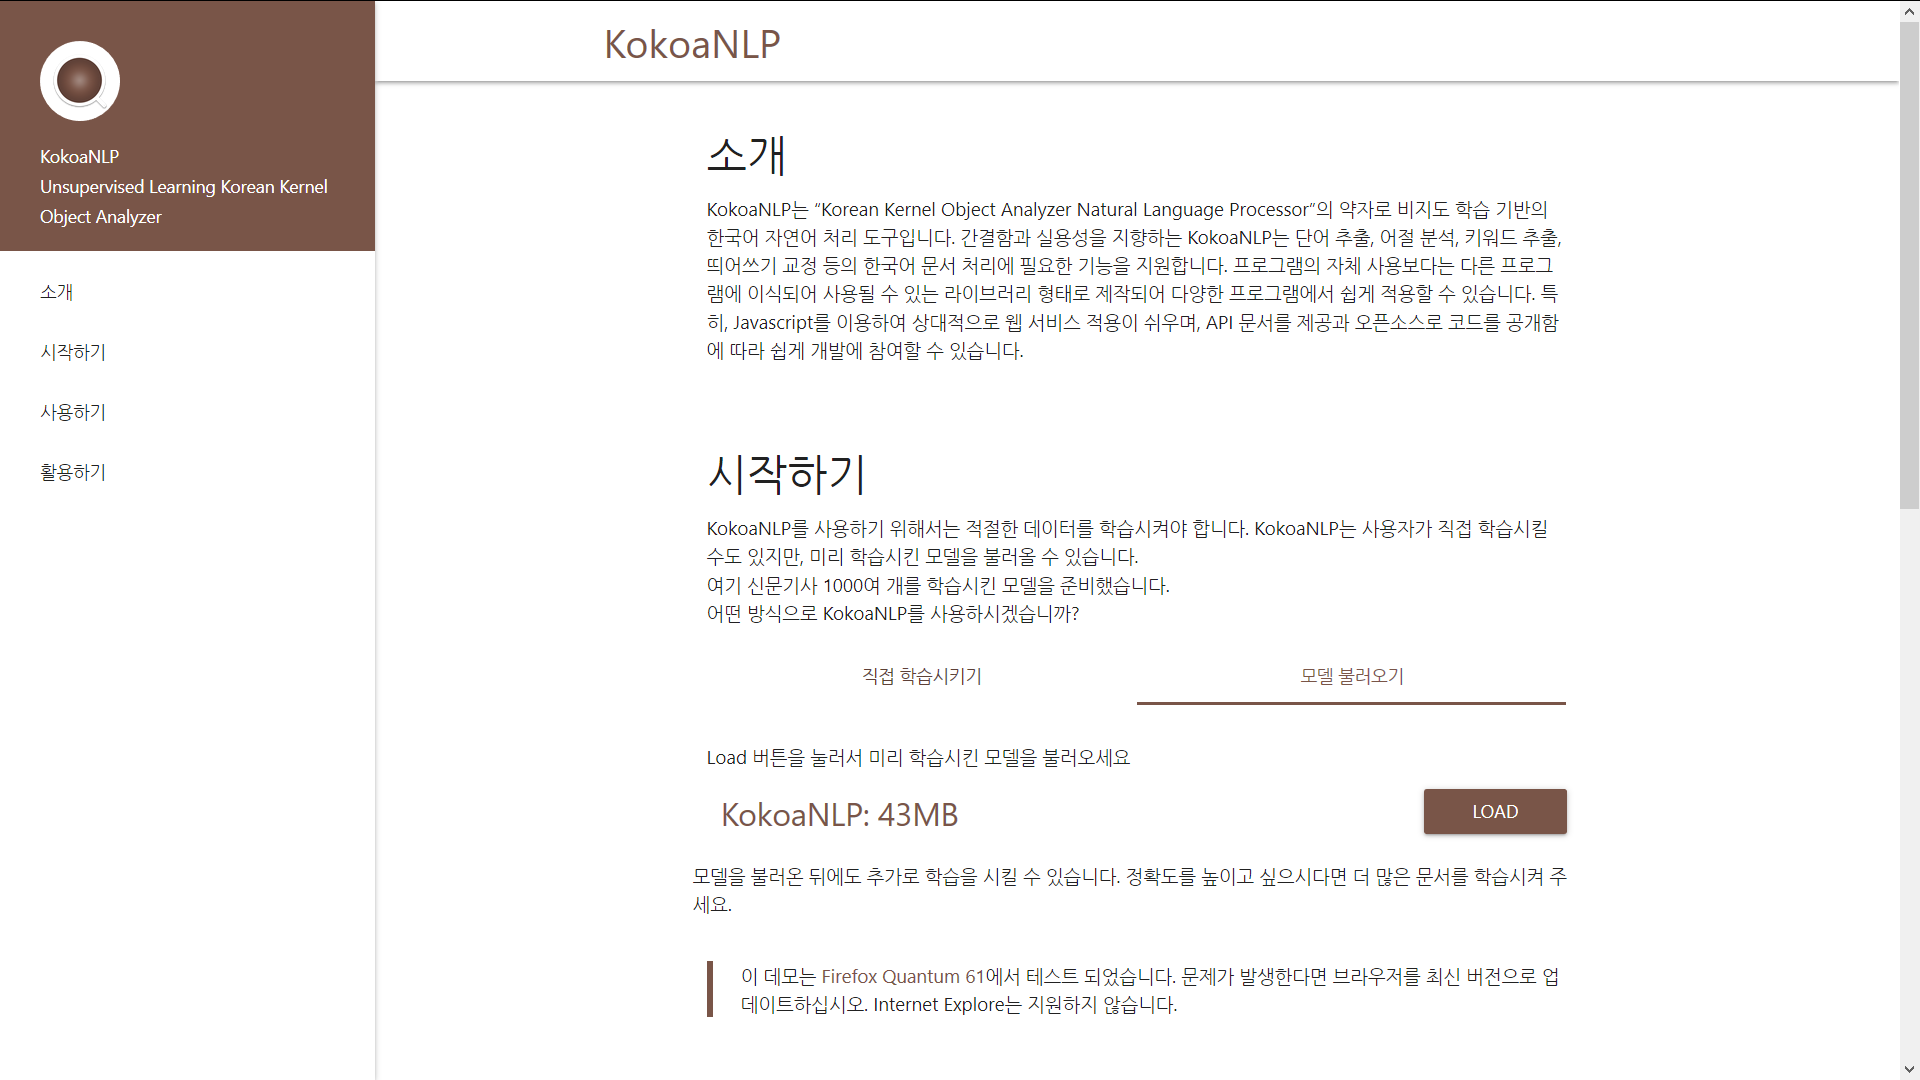 KokoaNLP
Unsupervised Learning Korean Kernel
Object Analyzer
소개
시작하기
사용하기
활용하기
KokoaNLP
소개
KokoaNLP는 “Korean Kernel Object Analyzer Natural Language Processor”의 약자로 비지도 학습 기반의
한국어 자연어 처리 도구입니다. 간결함과 실용성을 지향하는 KokoaNLP는 단어 추출, 어절 분석, 키워드 추출,
띄어쓰기 교정 등의 한국어 문서 처리에 필요한 기능을 지원합니다. 프로그램의 자체 사용보다는 다른 프로그
램에 이식되어 사용될 수 있는 라이브러리 형태로 제작되어 다양한 프로그램에서 쉽게 적용할 수 있습니다. 특
히, Javascript를 이용하여 상대적으로 웹 서비스 적용이 쉬우며, API 문서를 제공과 오픈소스로 코드를 공개함
에 따라 쉽게 개발에 참여할 수 있습니다.
시작하기
KokoaNLP를 사용하기 위해서는 적절한 데이터를 학습시켜야 합니다. KokoaNLP는 사용자가 직접 학습시킬
수도 있지만, 미리 학습시킨 모델을 불러올 수 있습니다.
여기 신문기사 1000여 개를 학습시킨 모델을 준비했습니다.
어떤 방식으로 KokoaNLP를 사용하시겠습니까?
직접 학습시키기
모델 불러오기
Load 버튼을 눌러서 미리 학습시킨 모델을 불러오세요
KokoaNLP: 43MB
LOAD
모델을 불러온 뒤에도 추가로 학습을 시킬 수 있습니다. 정확도를 높이고 싶으시다면 더 많은 문서를 학습시켜 주
세요.
이 데모는 Firefox Quantum 61에서 테스트 되었습니다. 문제가 발생한다면 브라우저를 최신 버전으로 업
데이트하십시오. Internet Explore는 지원하지 않습니다.